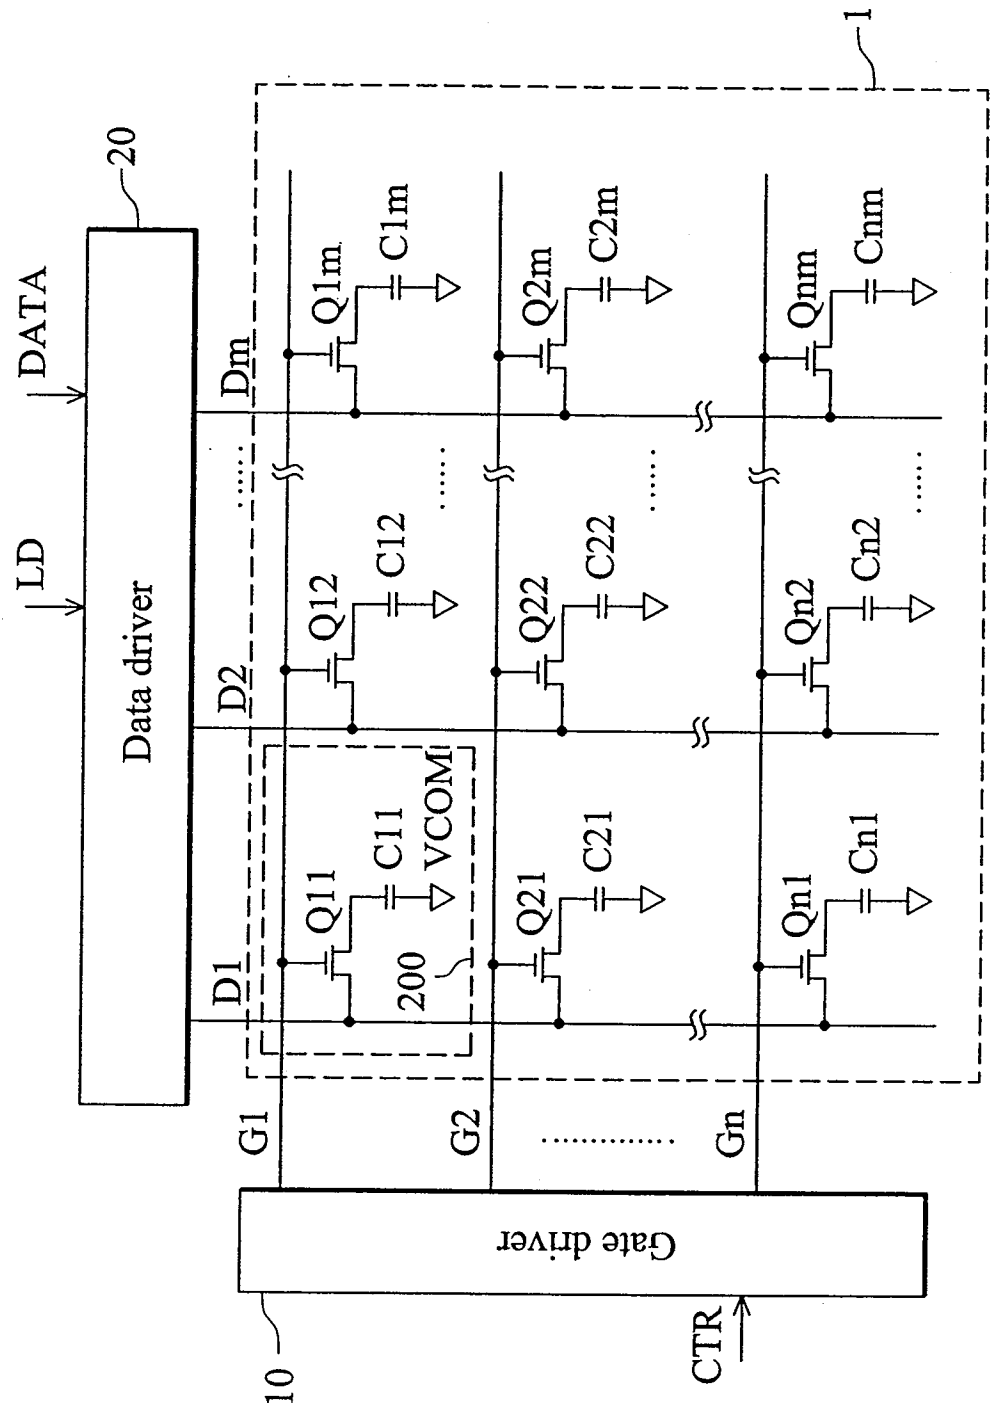 LD
DATA
20
Data driver
1
D1
D2
......
Dm
G1
Q11
C11
VCOM
200
Q12
C12
......
Q1m
C1m
G2
Q21
C21
Q22
C22
......
Q2m
C2m
..............
Gn
Qn1
Cn1
Qn2
Cn2
......
Qnm
Cnm
10
Gate driver
CTR